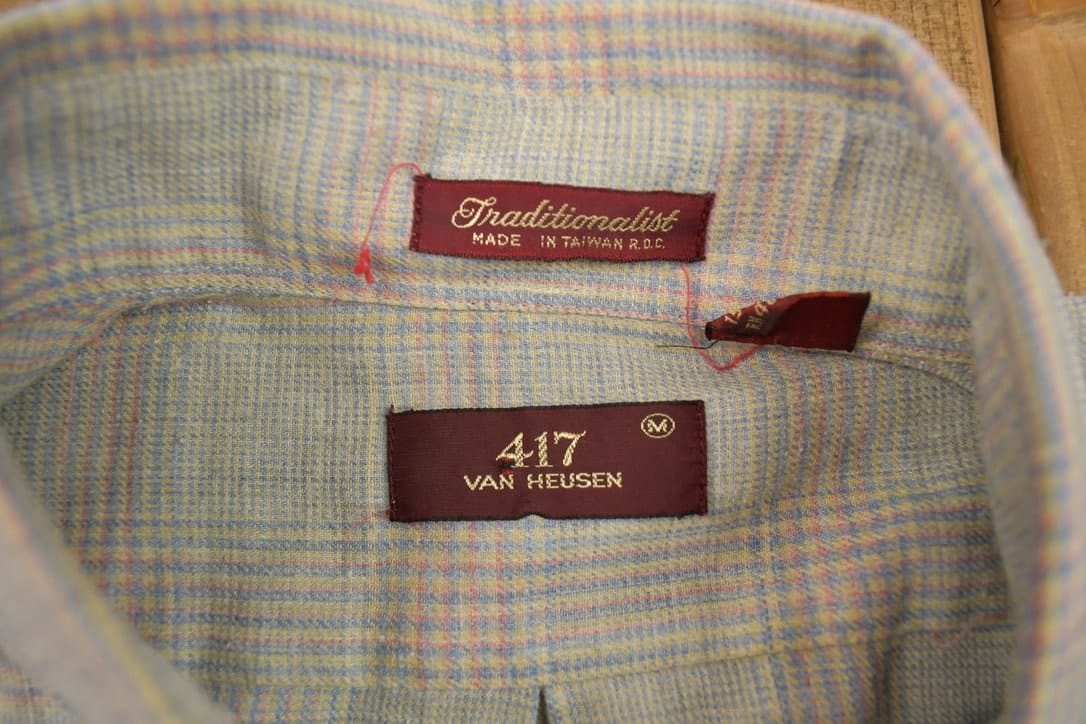 Traditionalist
MADE IN TAIWAN R.O.C.
M
417
VAN HEUSEN